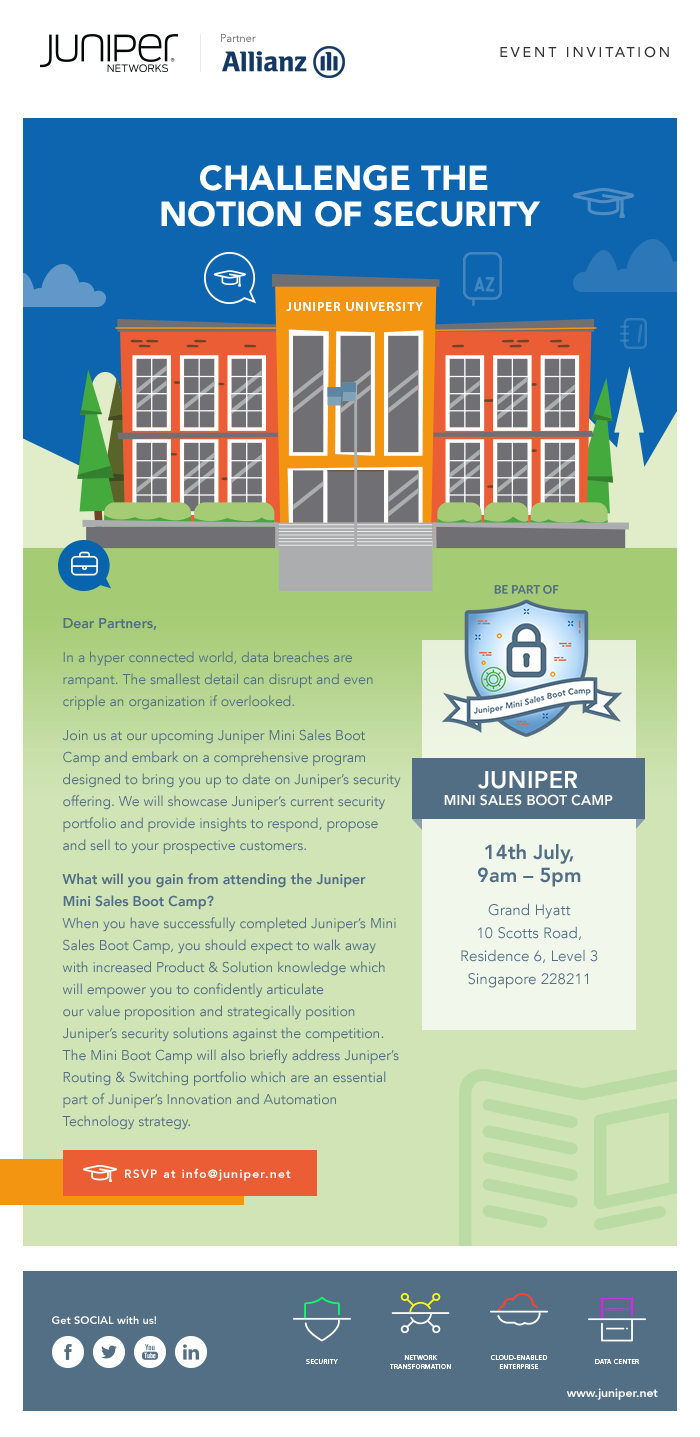 JUNIPER
NETWORKS
Partner
Allianz
EVENT INVITATION
CHALLENGE THE
NOTION OF SECURITY
AZ
JUNIPER UNIVERSITY
BE PART OF
Juniper Mini Sales Boot Camp
Dear Partners,
In a hyper connected world, data breaches are
rampant. The smallest detail can disrupt and even
cripple an organization if overlooked.
Join us at our upcoming Juniper Mini Sales Boot
Camp and embark on a comprehensive program
designed to bring you up to date on Juniper's security
offering. We will showcase Juniper's current security
portfolio and provide insights to respond, propose
and sell to your prospective customers.
What will you gain from attending the Juniper
Mini Sales Boot Camp?
When you have successfully completed Juniper's Mini
Sales Boot Camp, you should expect to walk away
with increased Product & Solution knowledge which
will empower you to confidently articulate
our value proposition and strategically position
Juniper's security solutions against the competition.
The Mini Boot Camp will also briefly address Juniper's
Routing & Switching portfolio which are an essential
part of Juniper's Innovation and Automation
Technology strategy.
JUNIPER
MINI SALES BOOT CAMP
14th July,
9am – 5pm
Grand Hyatt
10 Scotts Road,
Residence 6, Level 3
Singapore 228211
RSVP at info@juniper.net
Get SOCIAL with us!
f
You
Tube
in
SECURITY
NETWORK
TRANSFORMATION
CLOUD-ENABLED
ENTERPRISE
DATA CENTER
www.juniper.net